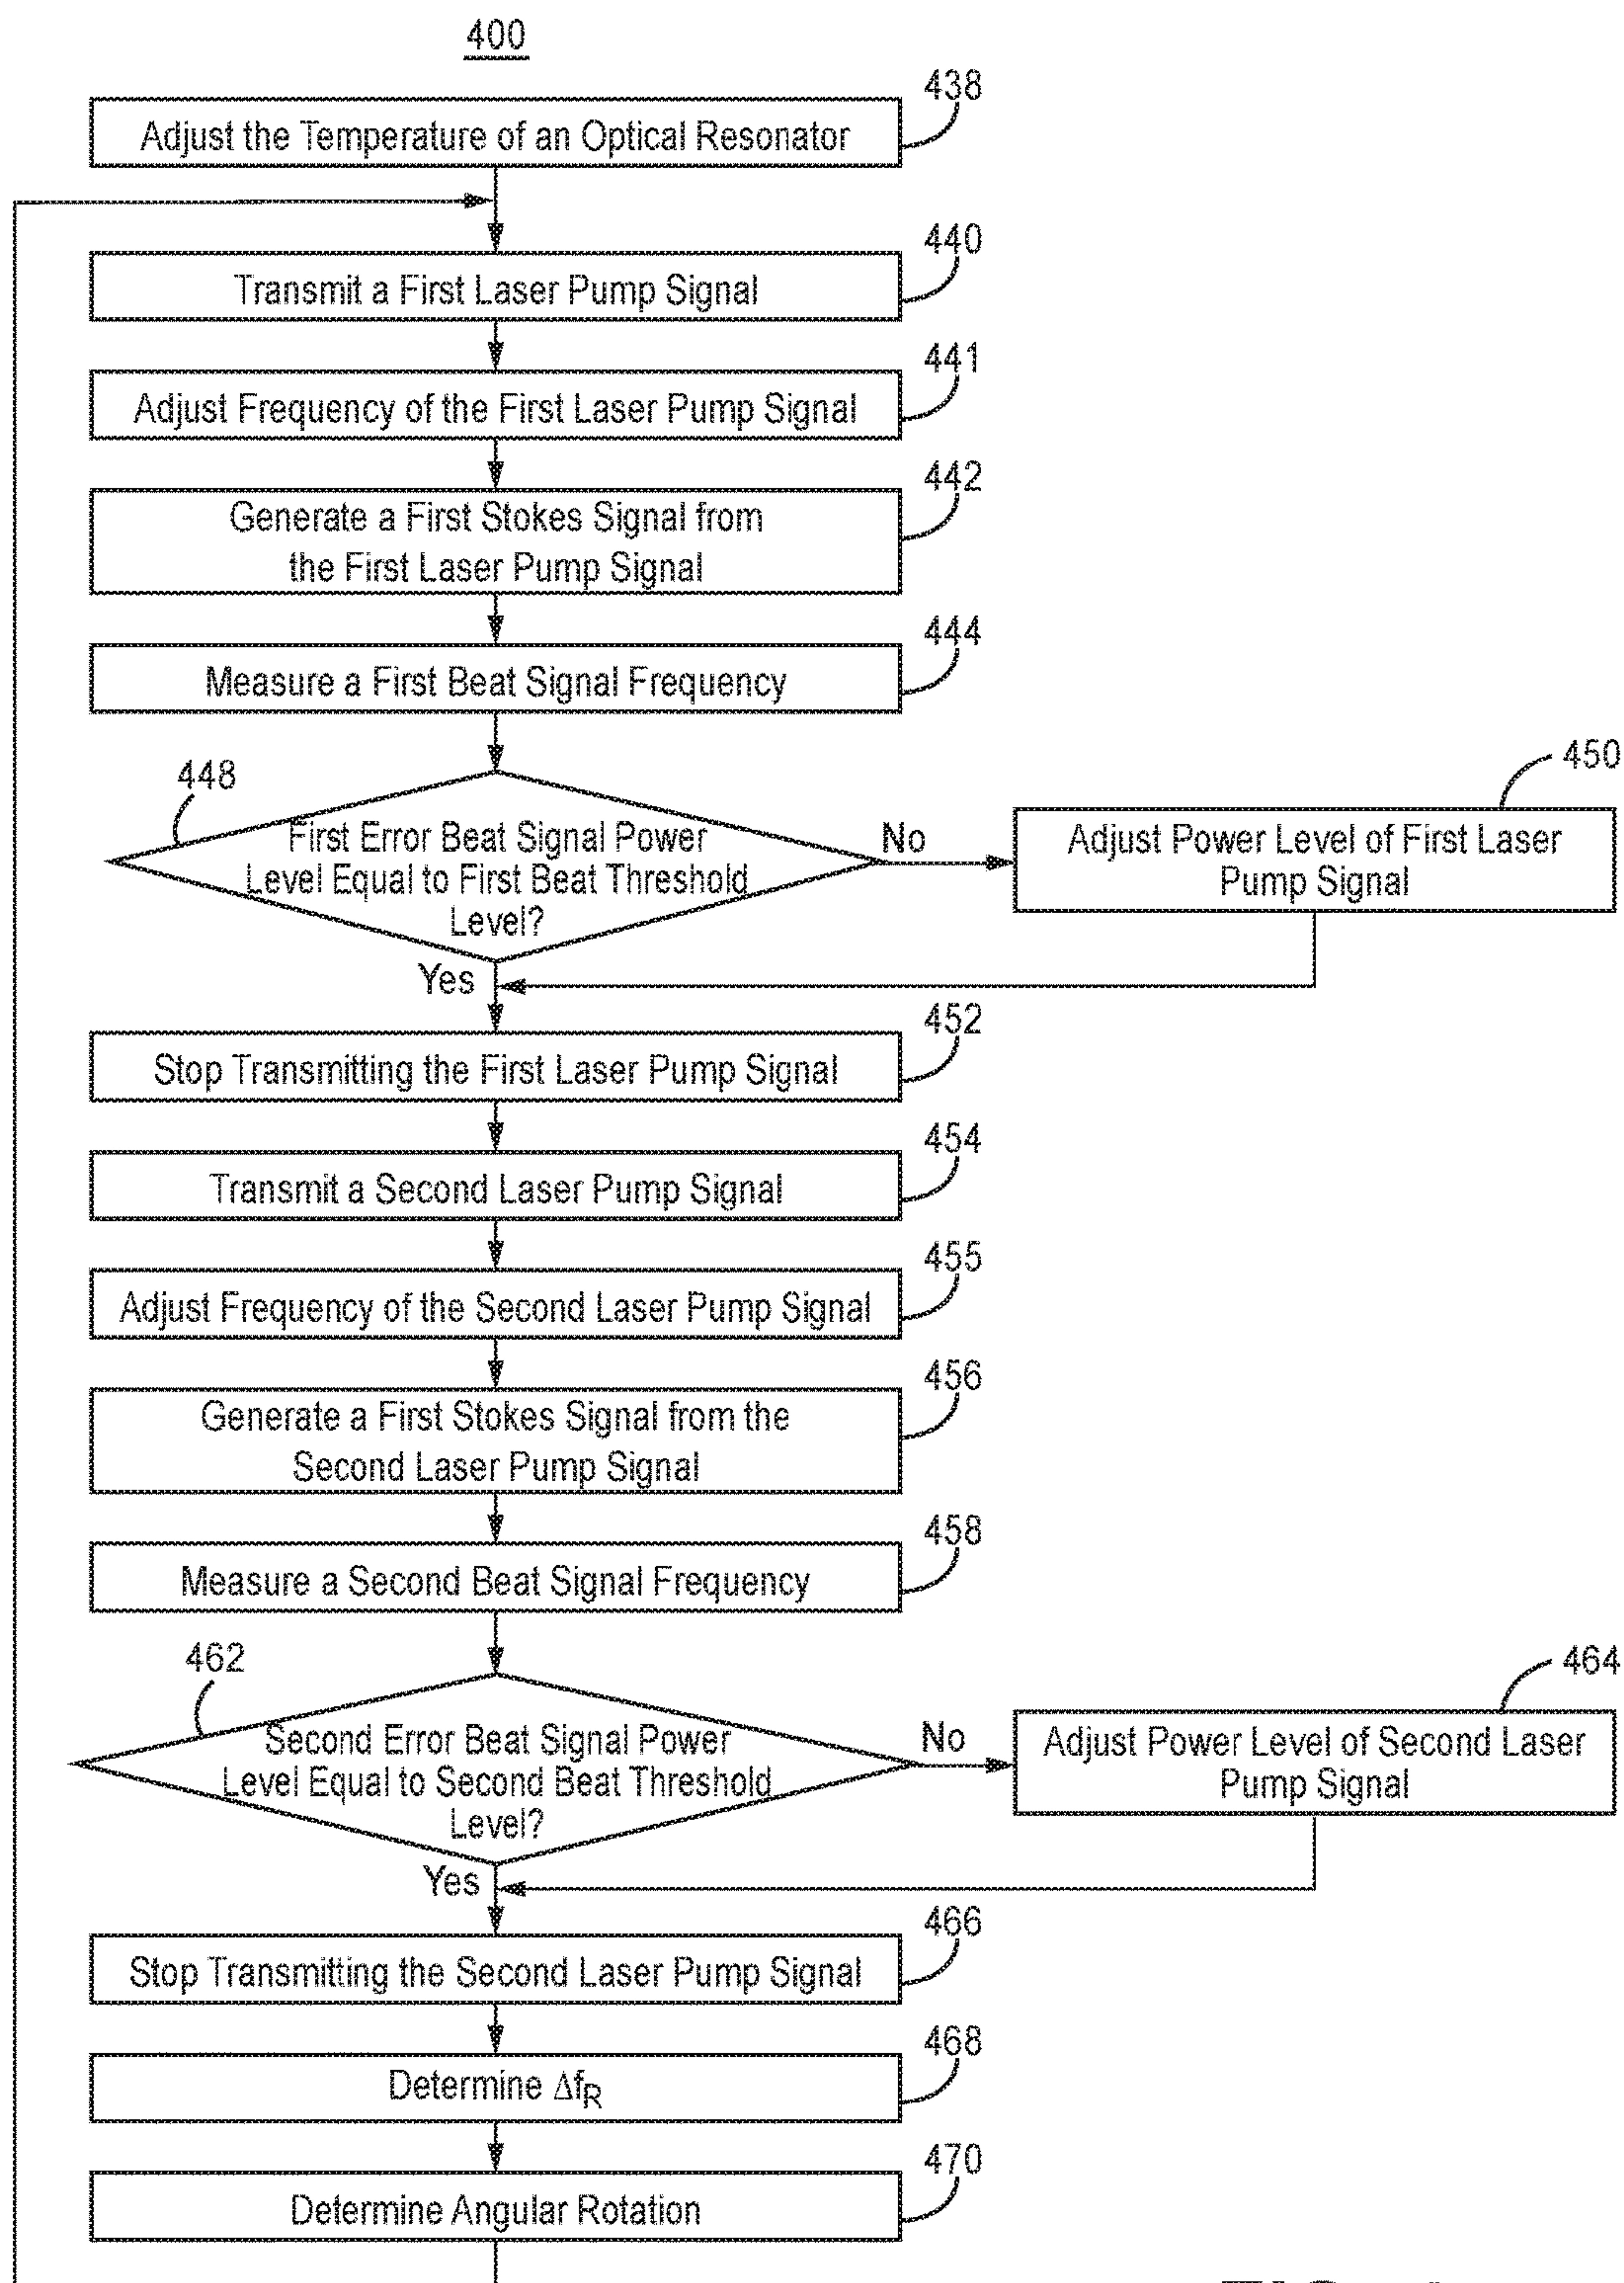 400
438
Adjust the Temperature of an Optical Resonator
440
Transmit a First Laser Pump Signal
441
Adjust Frequency of the First Laser Pump Signal
442
Generate a First Stokes Signal from
the First Laser Pump Signal
444
Measure a First Beat Signal Frequency
448
First Error Beat Signal Power
Level Equal to First Beat Threshold
Level?
No
450
Adjust Power Level of First Laser
Pump Signal
Yes
452
Stop Transmitting the First Laser Pump Signal
454
Transmit a Second Laser Pump Signal
455
Adjust Frequency of the Second Laser Pump Signal
456
Generate a First Stokes Signal from the
Second Laser Pump Signal
458
Measure a Second Beat Signal Frequency
462
Second Error Beat Signal Power
Level Equal to Second Beat Threshold
Level?
No
464
Adjust Power Level of Second Laser
Pump Signal
Yes
466
Stop Transmitting the Second Laser Pump Signal
468
Determine Δf_R
470
Determine Angular Rotation